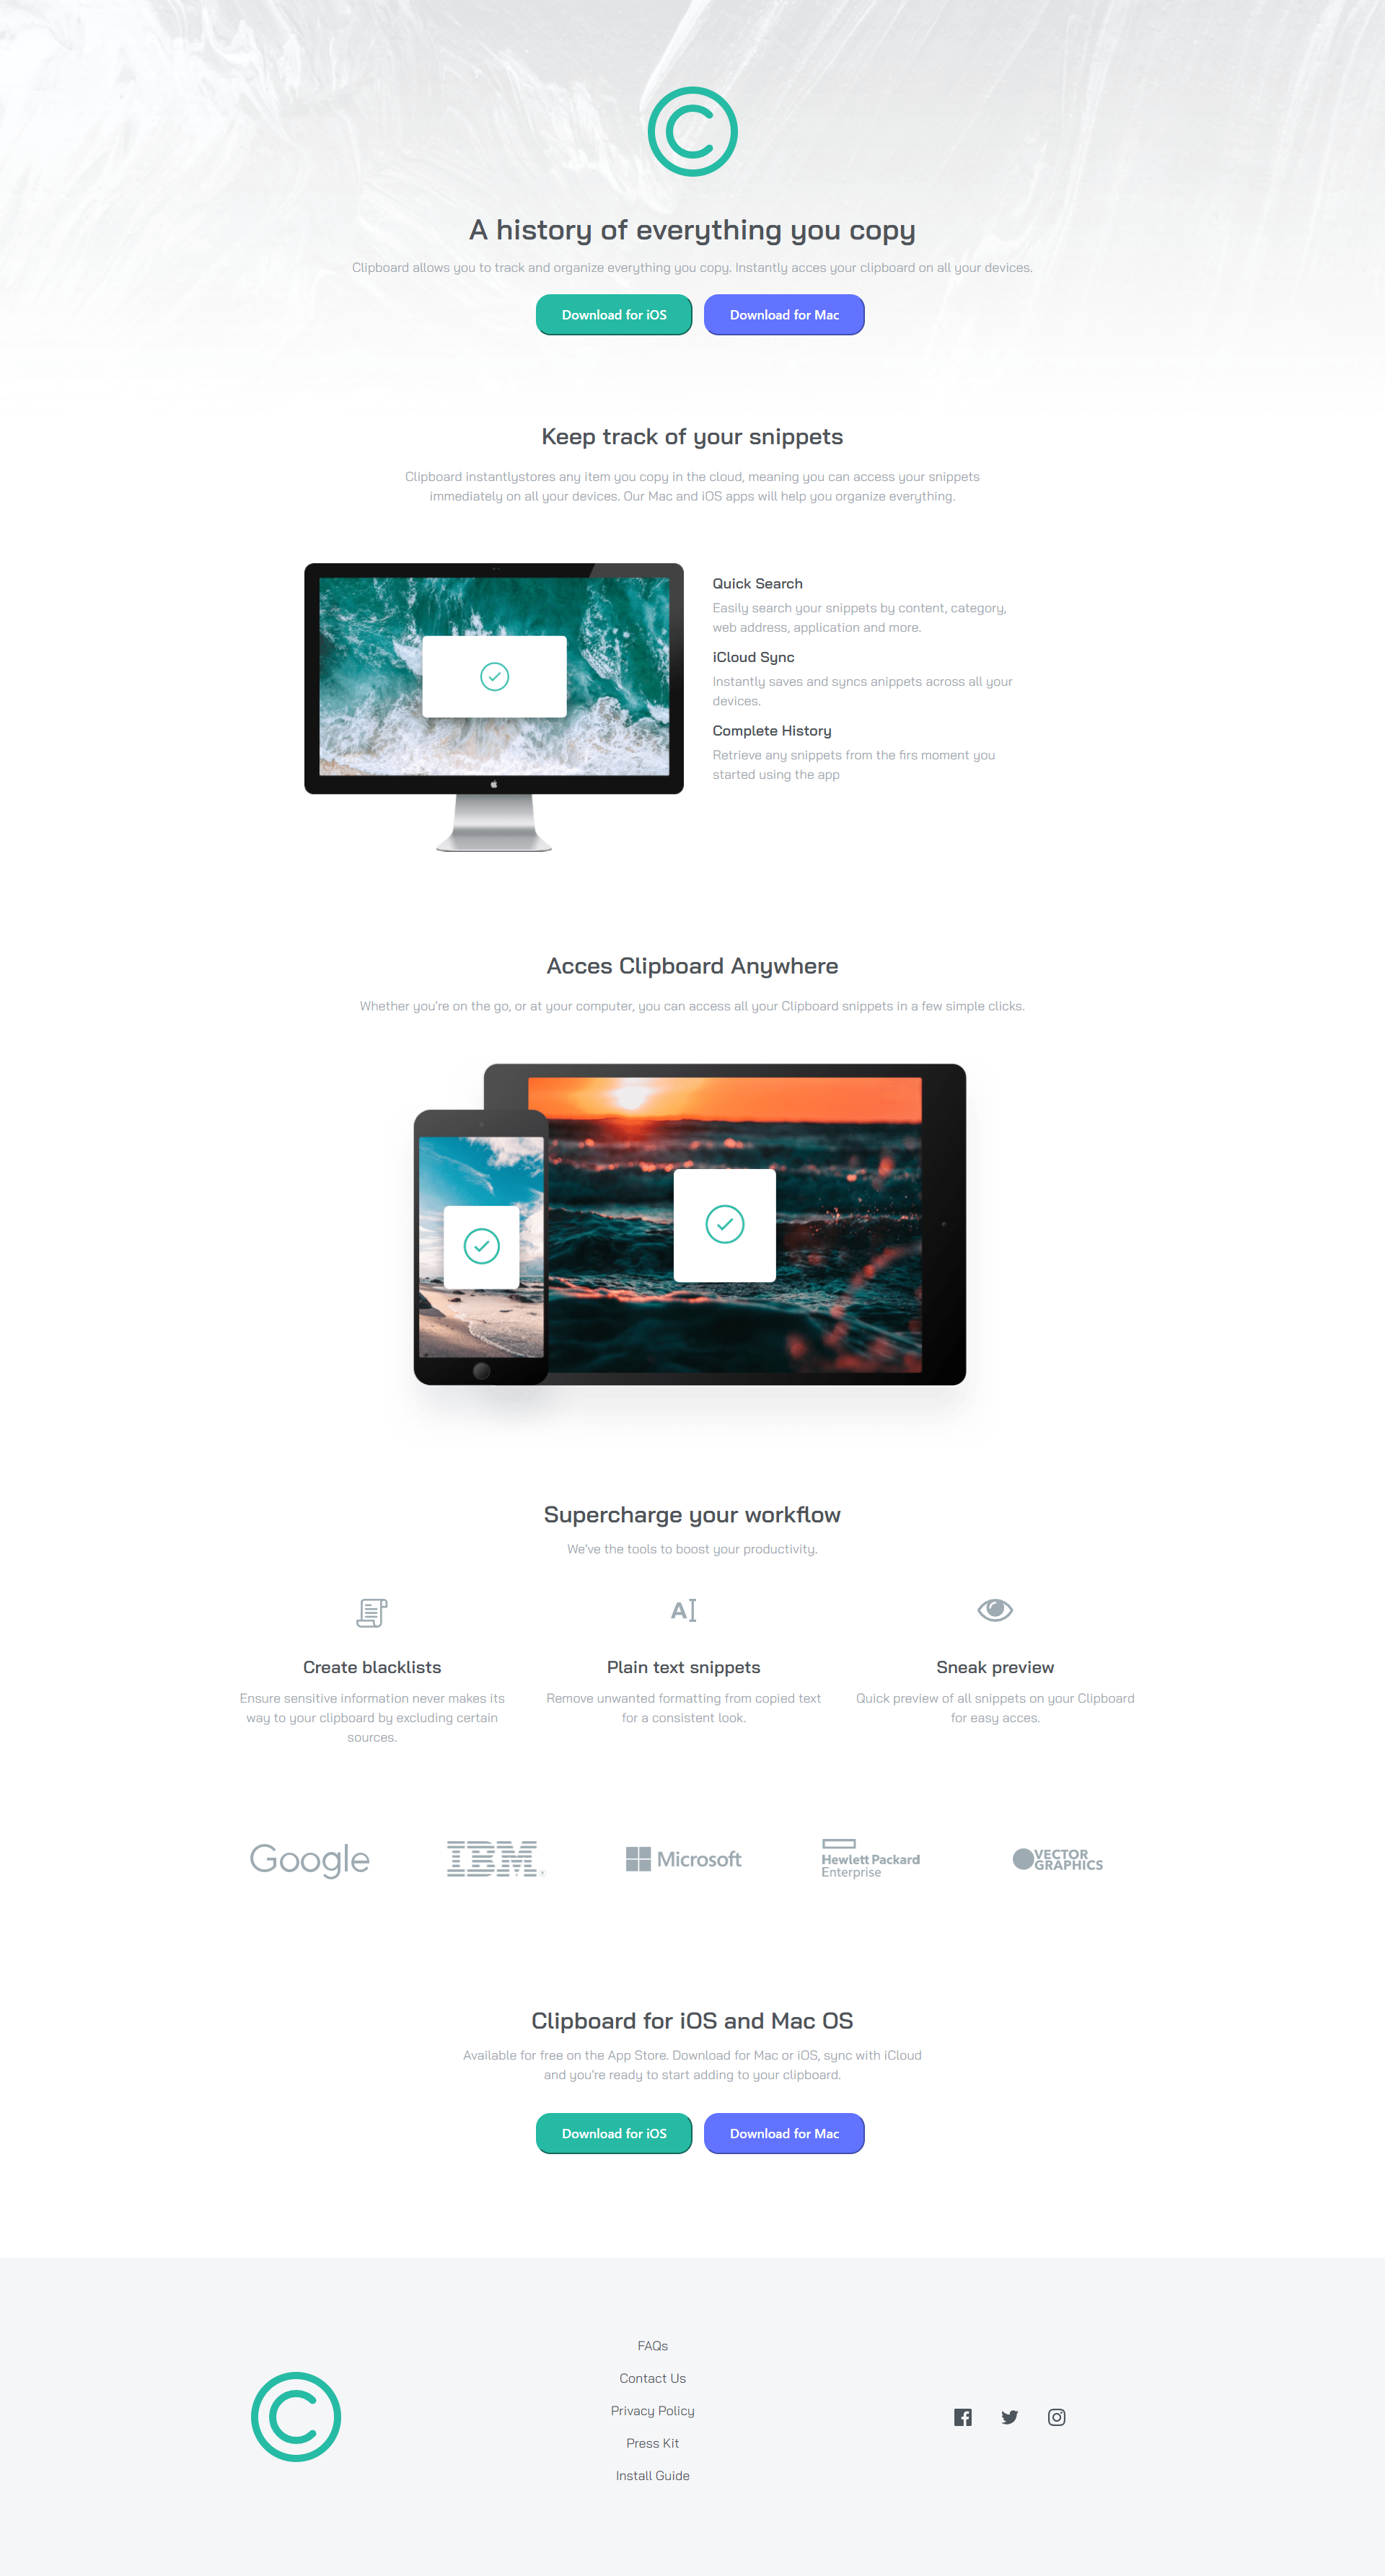 A history of everything you copy
Clipboard allows you to track and organize everything you copy. Instantly acces your clipboard on all your devices.
Download for iOS
Download for Mac
Keep track of your snippets
Clipboard instantlystores any item you copy in the cloud, meaning you can access your snippets
immediately on all your devices. Our Mac and iOS apps will help you organize everything.
Quick Search
Easily search your snippets by content, category,
web address, application and more.
iCloud Sync
Instantly saves and syncs anippets across all your
devices.
Complete History
Retrieve any snippets from the firs moment you
started using the app
Acces Clipboard Anywhere
Whether you're on the go, or at your computer, you can access all your Clipboard snippets in a few simple clicks.
Supercharge your workflow
We've the tools to boost your productivity.
AI
Create blacklists
Ensure sensitive information never makes its
way to your clipboard by excluding certain
sources.
Plain text snippets
Remove unwanted formatting from copied text
for a consistent look.
Sneak preview
Quick preview of all snippets on your Clipboard
for easy acces.
Google
IBM
Microsoft
Hewlett Packard
Enterprise
VECTOR
GRAPHICS
Clipboard for iOS and Mac OS
Available for free on the App Store. Download for Mac or iOS, sync with iCloud
and you're ready to start adding to your clipboard.
Download for iOS
Download for Mac
FAQs
Contact Us
Privacy Policy
Press Kit
Install Guide